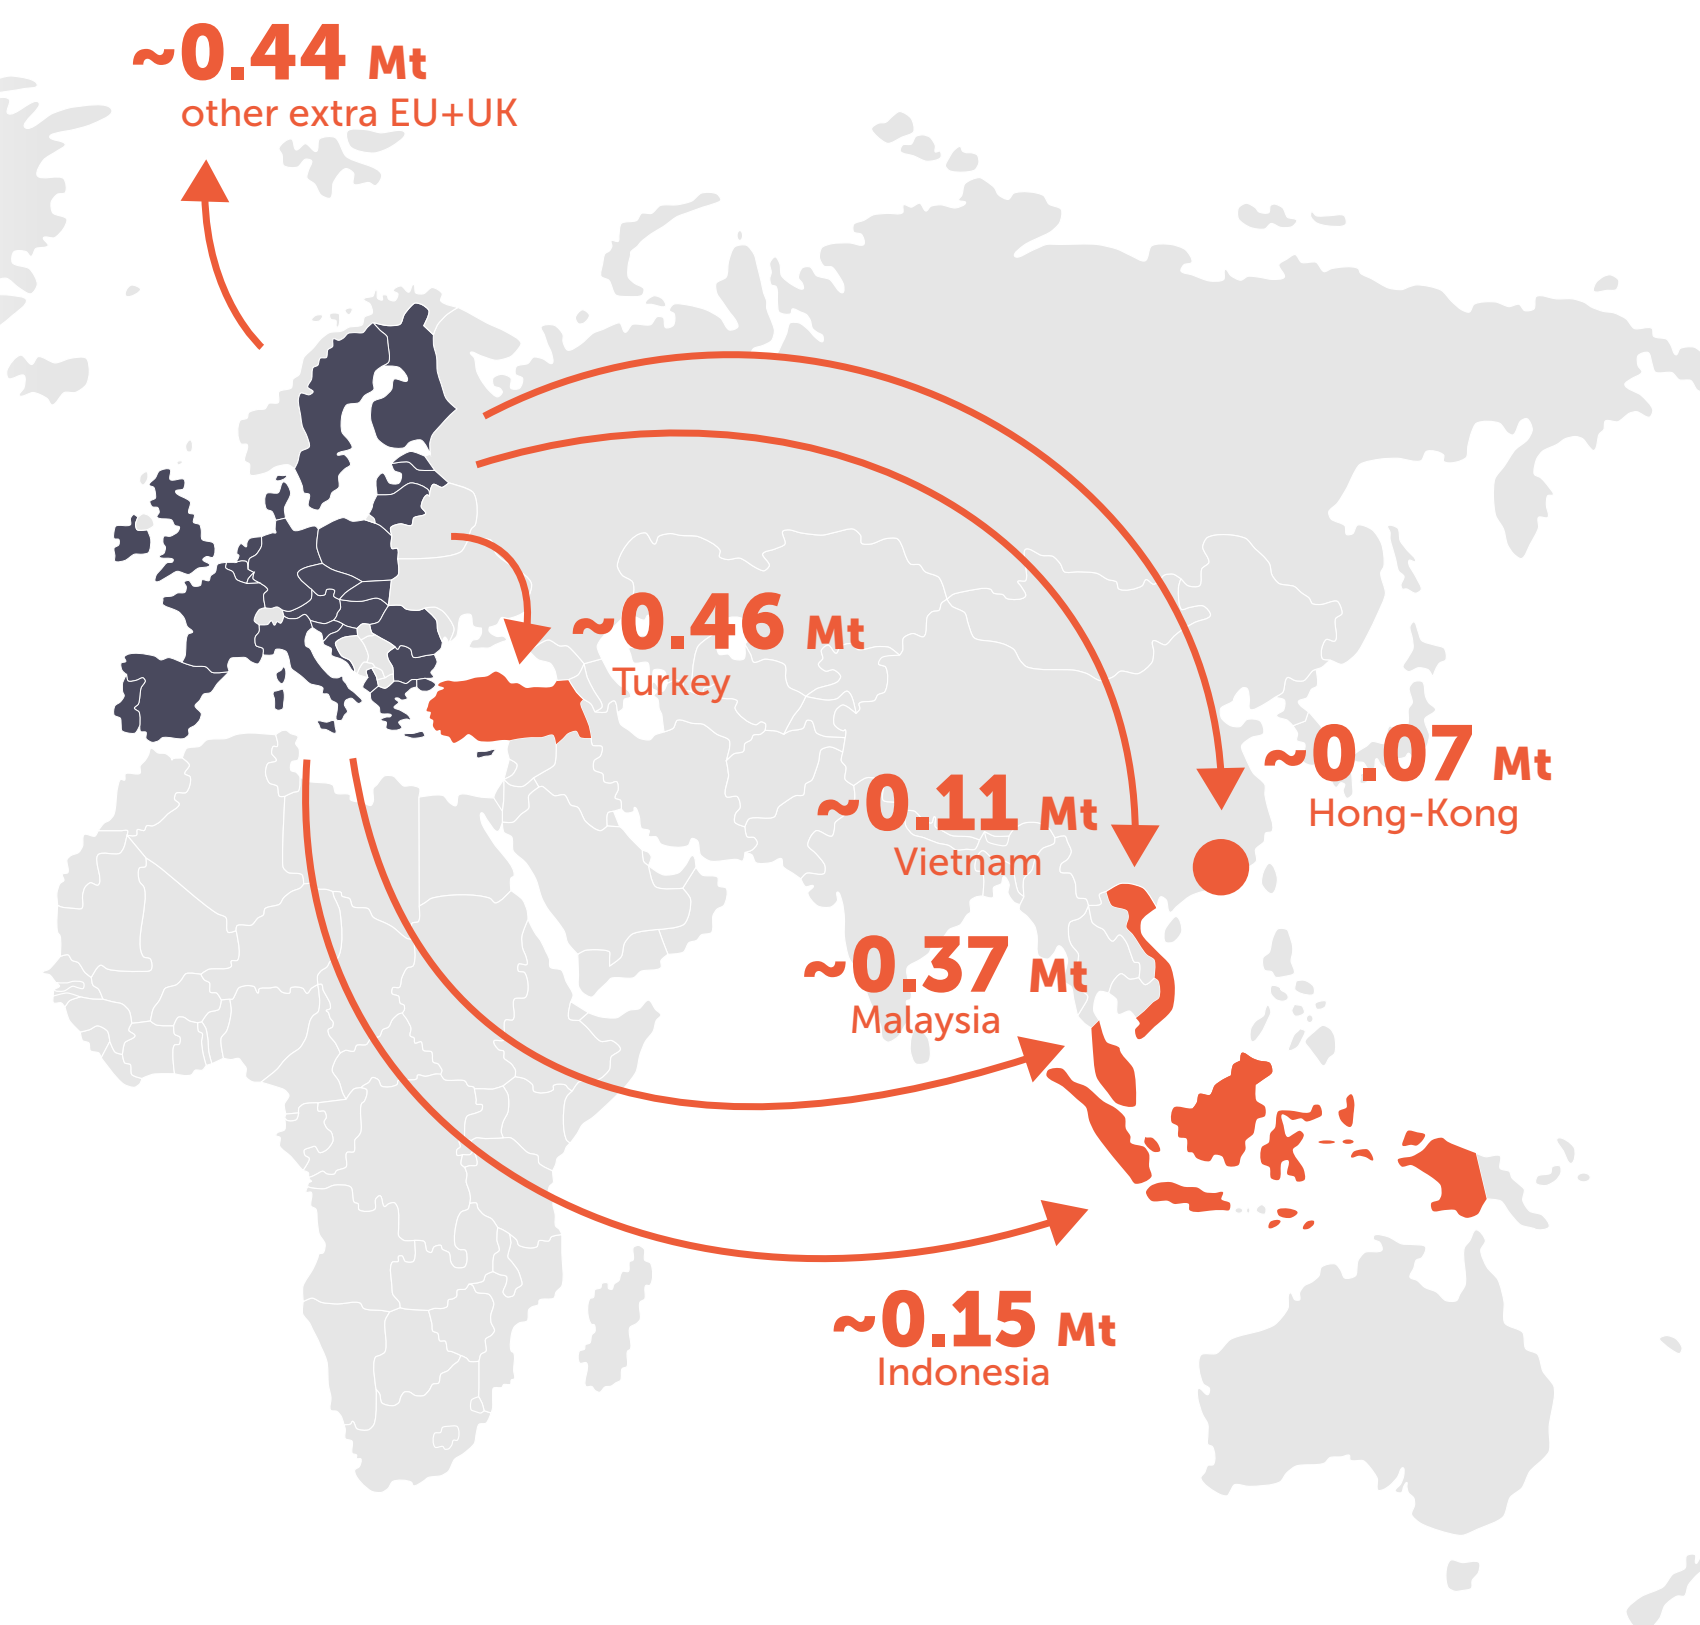 ~0.44 Mt
other extra EU+UK
~0.46 Mt
Turkey
~0.07 Mt
Hong-Kong
~0.11 Mt
Vietnam
~0.37 Mt
Malaysia
~0.15 Mt
Indonesia